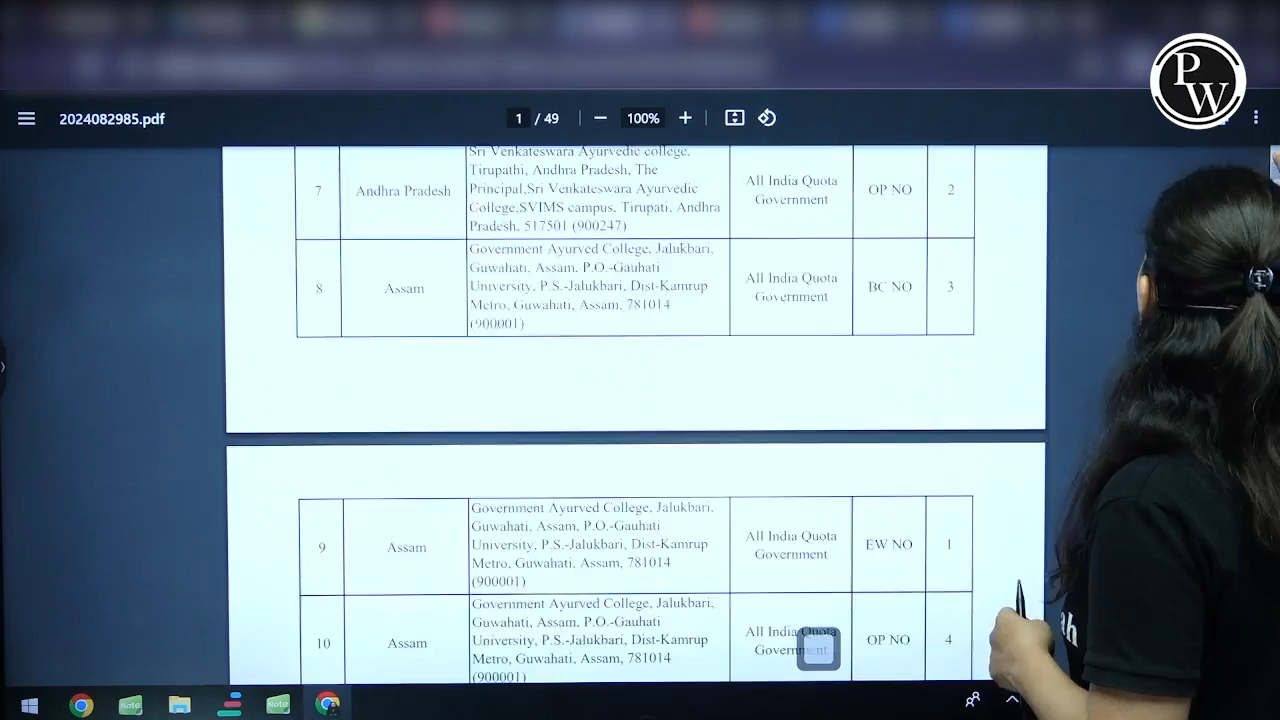 PW
2024082985.pdf
1 / 49
100%
7
Andhra Pradesh
Sri Venkateswara Ayurvedic college,
Tirupathi, Andhra Pradesh, The
Principal,Sri Venkateswara Ayurvedic
College,SVIMS campus, Tirupati, Andhra
Pradesh, 517501 (900247)
All India Quota
Government
OP NO
2
8
Assam
Government Ayurved College, Jalukbari,
Guwahati, Assam, P.O.-Gauhati
University, P.S.-Jalukbari, Dist-Kamrup
Metro, Guwahati, Assam, 781014
(900001)
All India Quota
Government
BC NO
3
9
Assam
Government Ayurved College, Jalukbari,
Guwahati, Assam, P.O.-Gauhati
University, P.S.-Jalukbari, Dist-Kamrup
Metro, Guwahati, Assam, 781014
(900001)
All India Quota
Government
EW NO
1
10
Assam
Government Ayurved College, Jalukbari,
Guwahati, Assam, P.O.-Gauhati
University, P.S.-Jalukbari, Dist-Kamrup
Metro, Guwahati, Assam, 781014
(900001)
All India Quota
Government
OP NO
4
ah
Note
Note